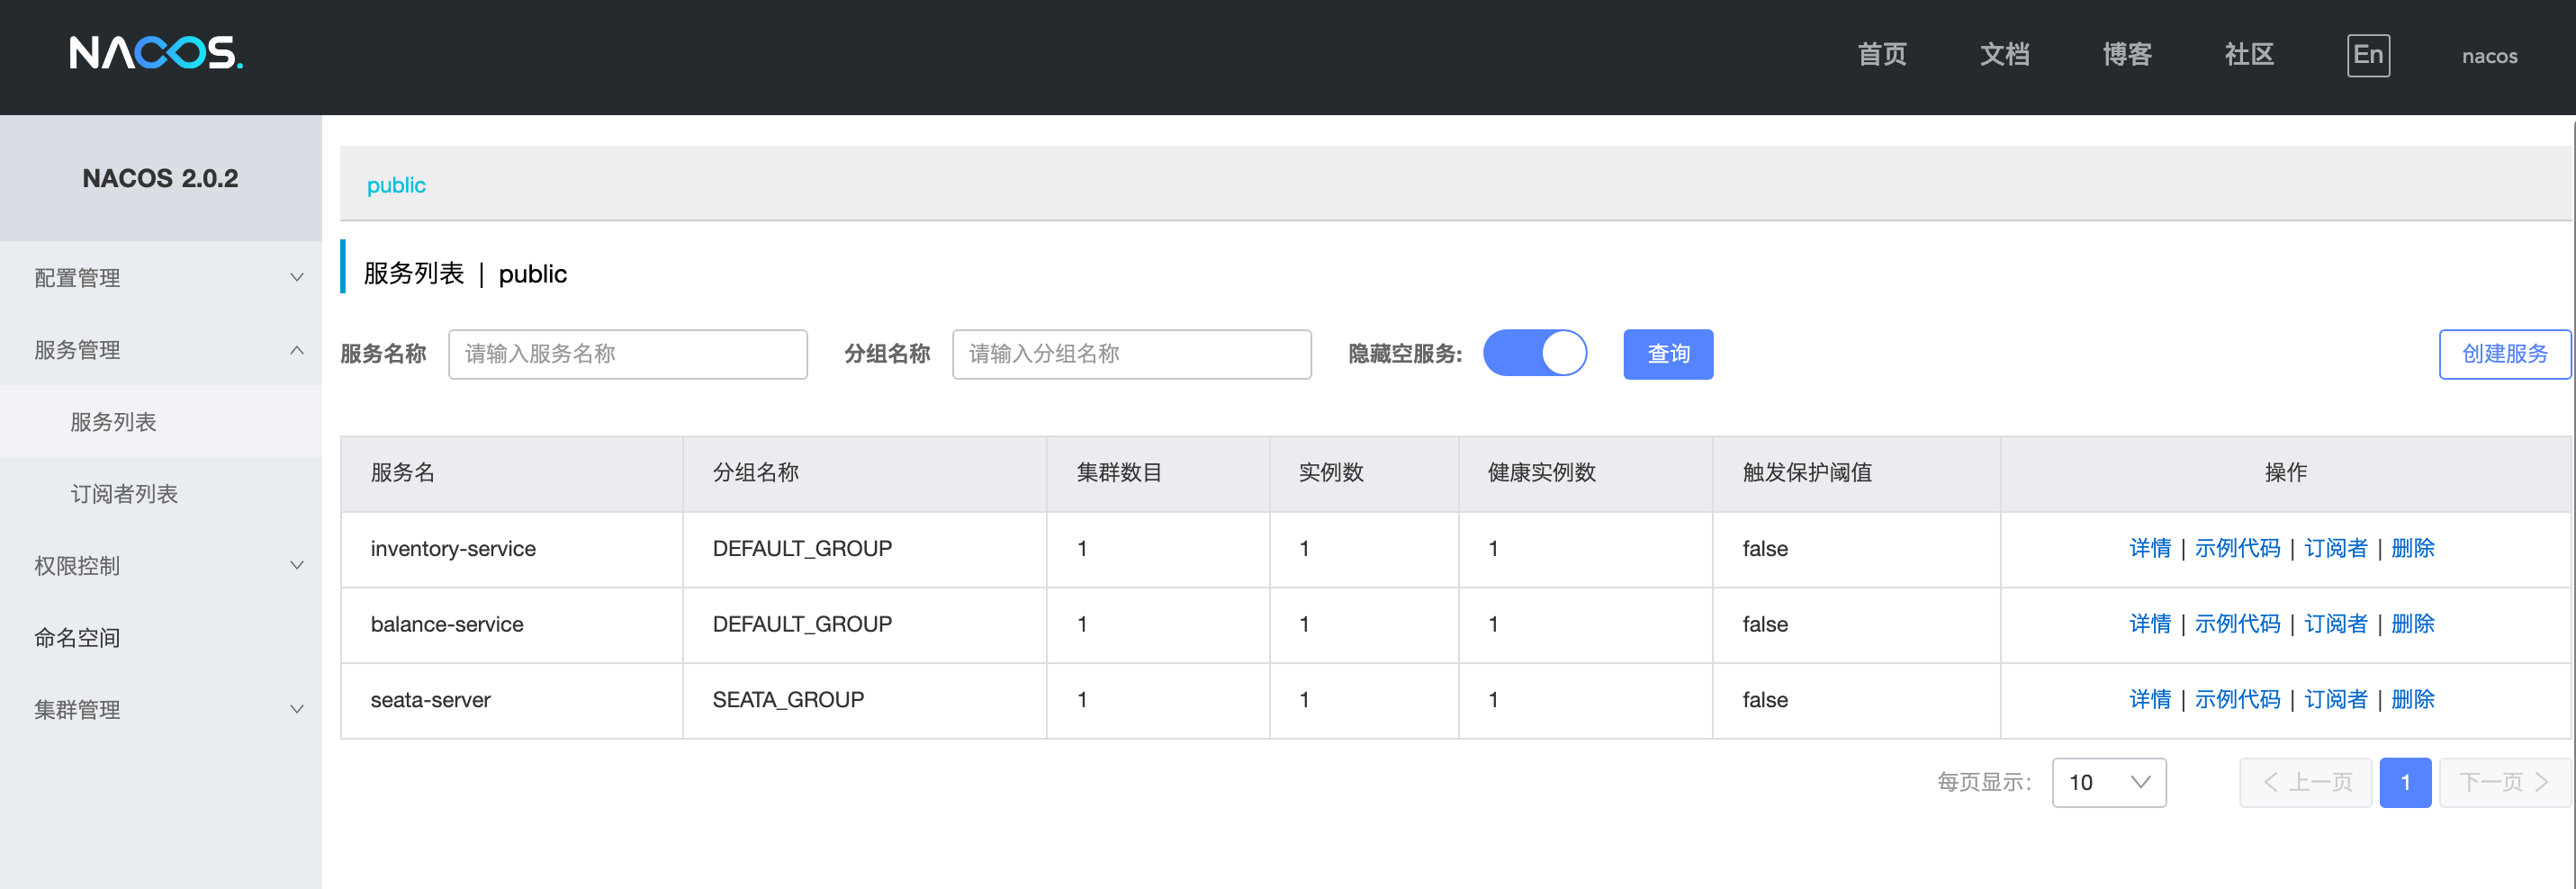 NACOS. 首页 文档 博客 社区 En nacos
NACOS 2.0.2
配置管理
服务管理
服务列表
订阅者列表
权限控制
命名空间
集群管理
public
服务列表 | public
服务名称 请输入服务名称 分组名称 请输入分组名称 隐藏空服务: 查询 创建服务
服务名 分组名称 集群数目 实例数 健康实例数 触发保护阈值 操作
inventory-service DEFAULT_GROUP 1 1 1 false 详情 | 示例代码 | 订阅者 | 删除
balance-service DEFAULT_GROUP 1 1 1 false 详情 | 示例代码 | 订阅者 | 删除
seata-server SEATA_GROUP 1 1 1 false 详情 | 示例代码 | 订阅者 | 删除
每页显示: 10 上一页 1 下一页